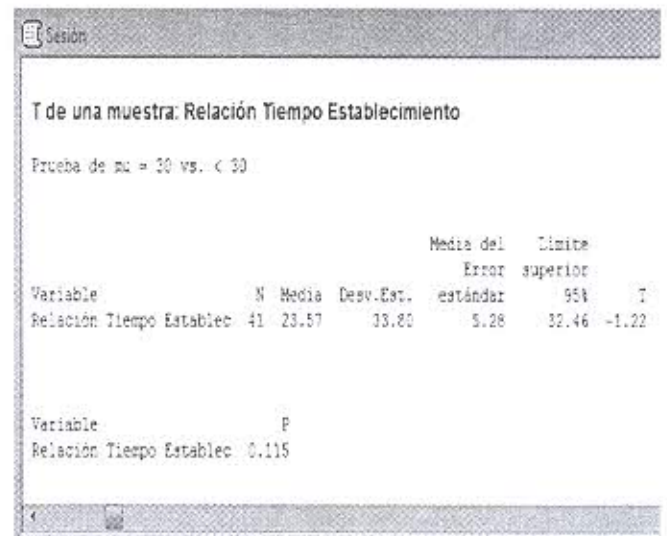 Sesión
T de una muestra: Relación Tiempo Establecimiento
Prueba de mu = 30 vs. < 30
Media del Límite
Error superior
Variable N Media Desv.Est. estándar 95% T
Relación Tiempo Establec 41 23.57 33.80 5.28 32.46 -1.22
Variable P
Relación Tiempo Establec 0.115